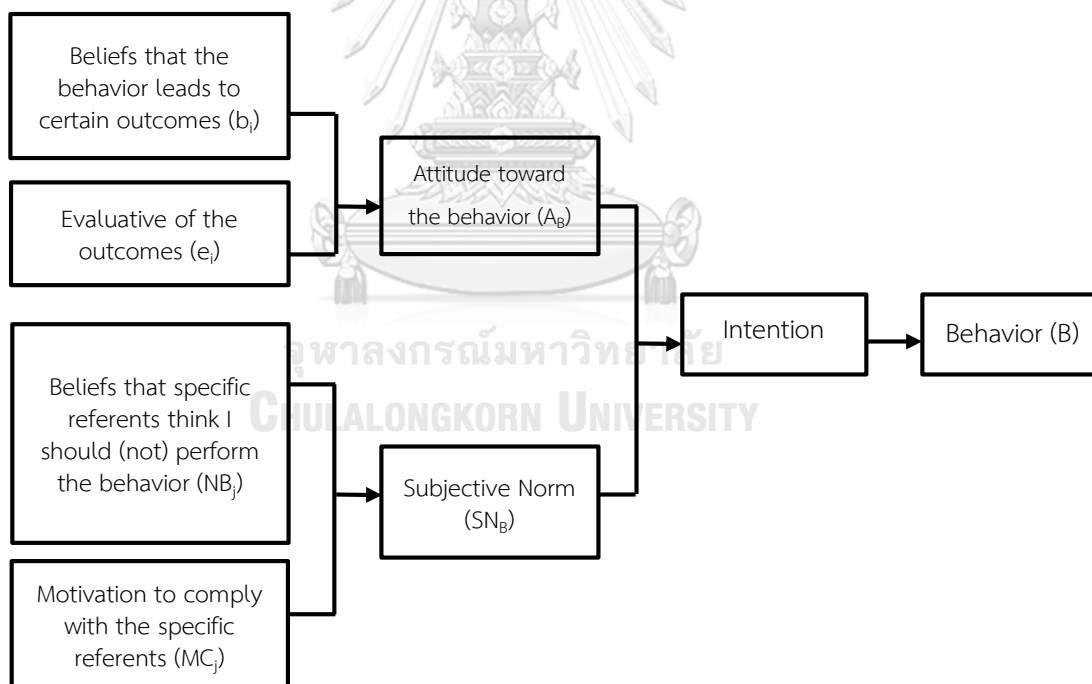 Beliefs that the
behavior leads to
certain outcomes (bᵢ)
Evaluative of the
outcomes (eᵢ)
Attitude toward
the behavior (A_B)
Beliefs that specific
referents think I
should (not) perform
the behavior (NBⱼ)
Motivation to comply
with the specific
referents (MCⱼ)
Subjective Norm
(SN_B)
Intention
Behavior (B)
จุฬาลงกรณ์มหาวิทยาลัย
CHULALONGKORN UNIVERSITY